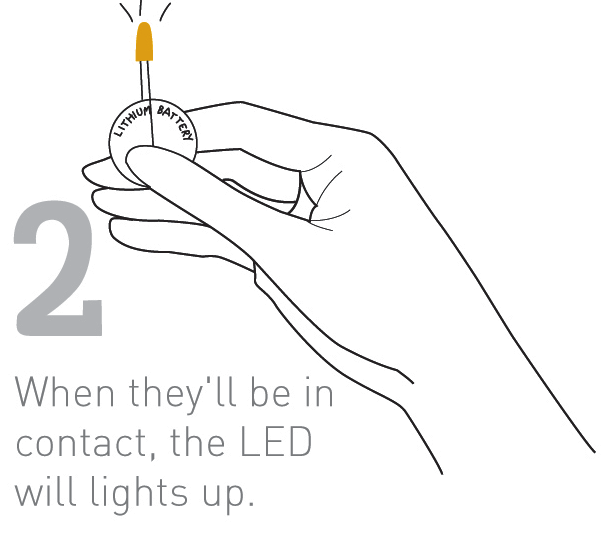 LITHIUM BATTERY
2
When they'll be in
contact, the LED
will lights up.